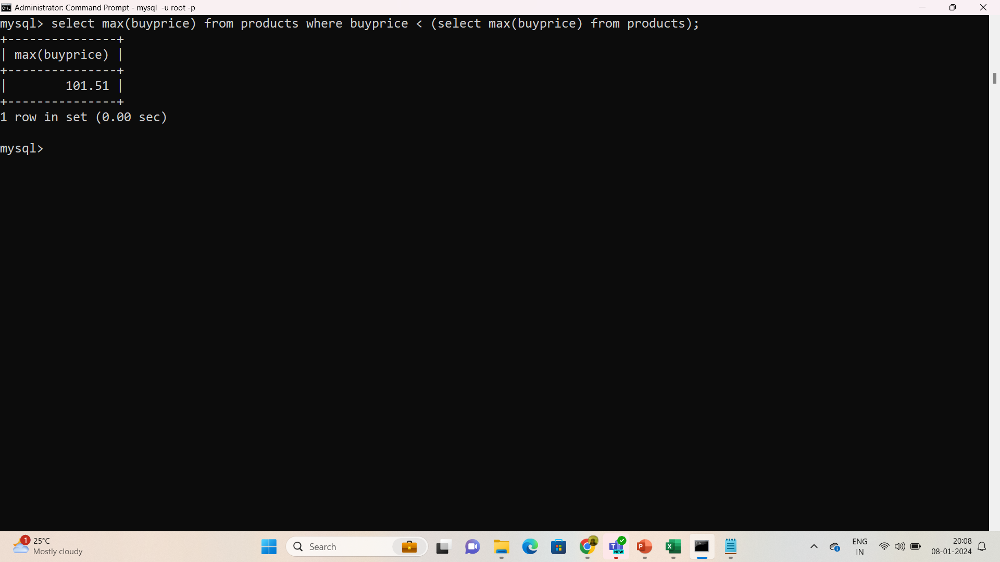 Administrator: Command Prompt - mysql  -u root -p
mysql> select max(buyprice) from products where buyprice < (select max(buyprice) from products);
+---------------+
| max(buyprice) |
+---------------+
|        101.51 |
+---------------+
1 row in set (0.00 sec)
mysql>
1
25°C
Mostly cloudy
Search
NEW
ENG
IN
20:08
08-01-2024